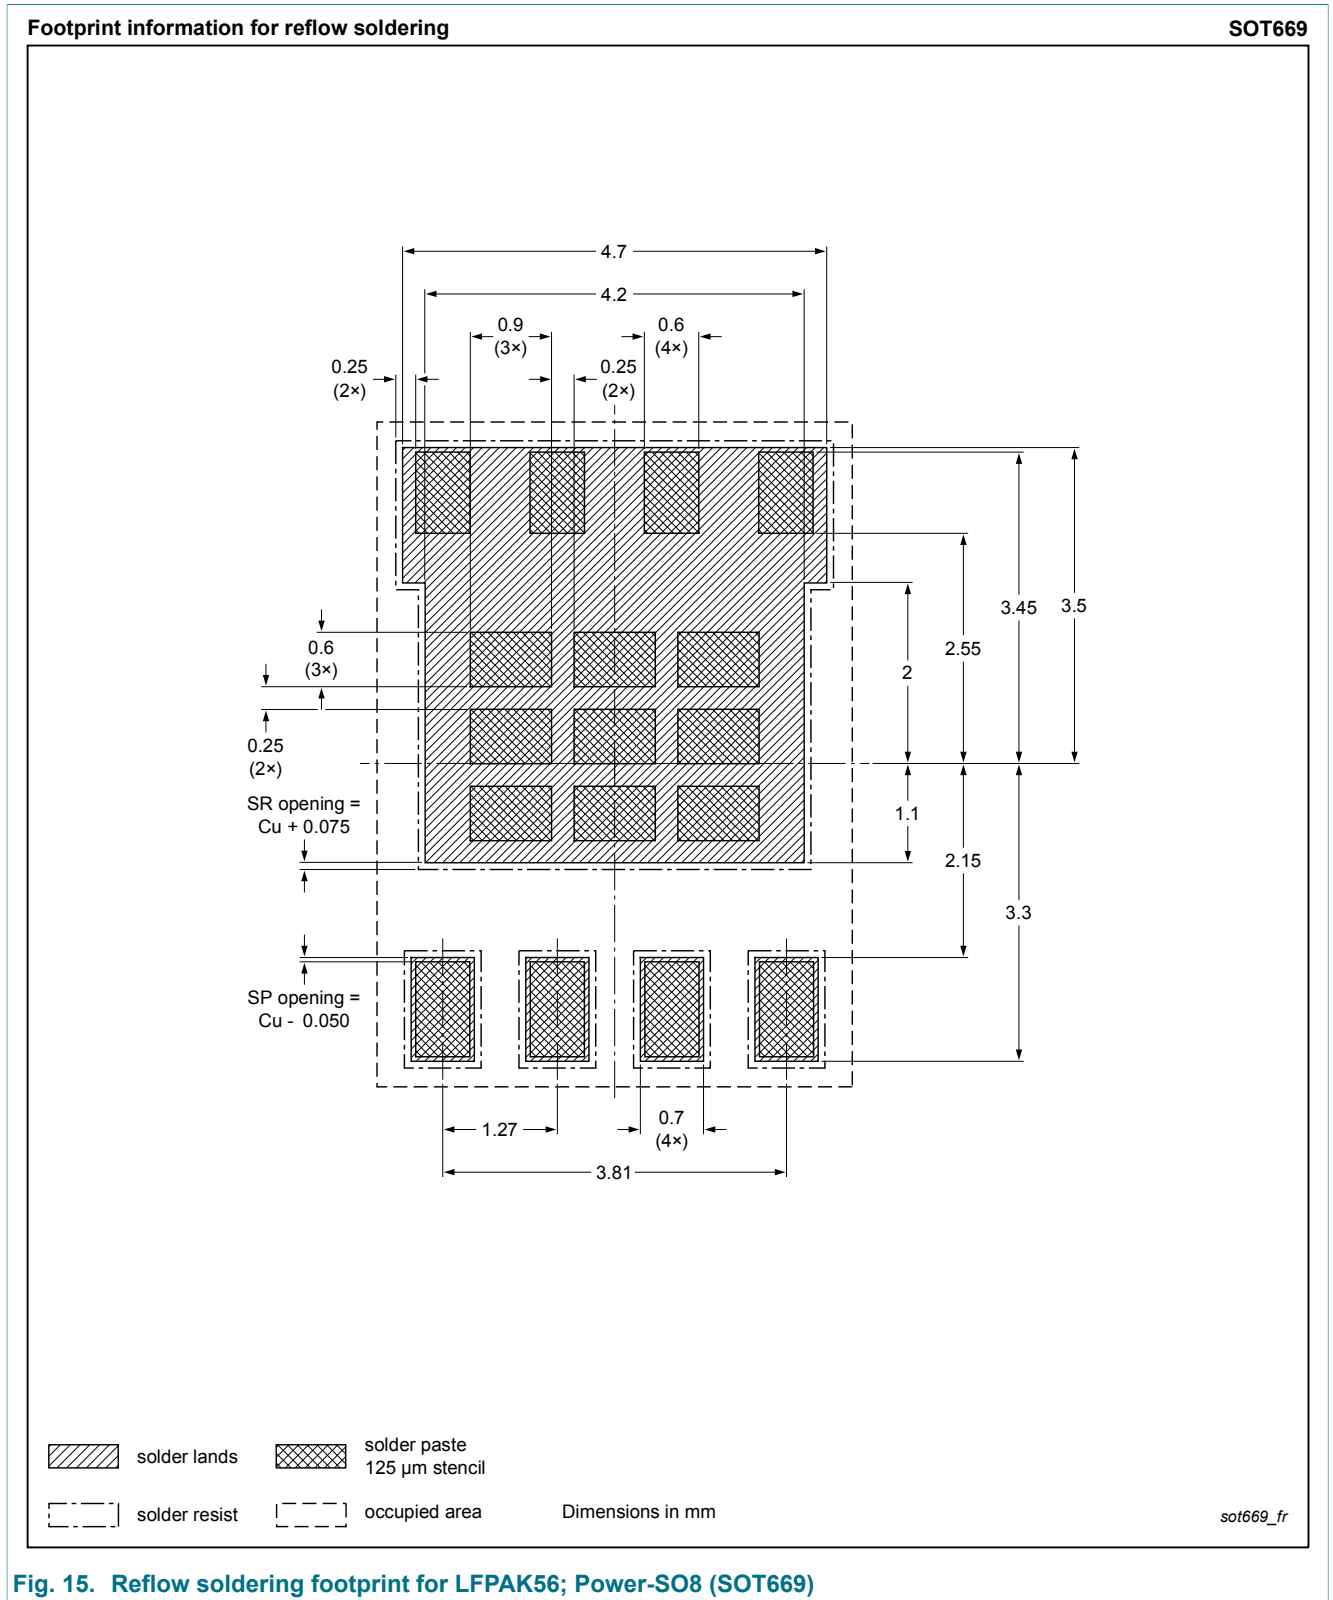 Footprint information for reflow soldering
SOT669
4.7
4.2
0.9
(3×)
0.6
(4×)
0.25
(2×)
0.25
(2×)
3.45
3.5
2.55
2
0.6
(3×)
0.25
(2×)
SR opening =
Cu + 0.075
1.1
2.15
3.3
SP opening =
Cu - 0.050
1.27
0.7
(4×)
3.81
solder lands
solder paste
125 µm stencil
solder resist
occupied area
Dimensions in mm
sot669_fr
Fig. 15. Reflow soldering footprint for LFPAK56; Power-SO8 (SOT669)